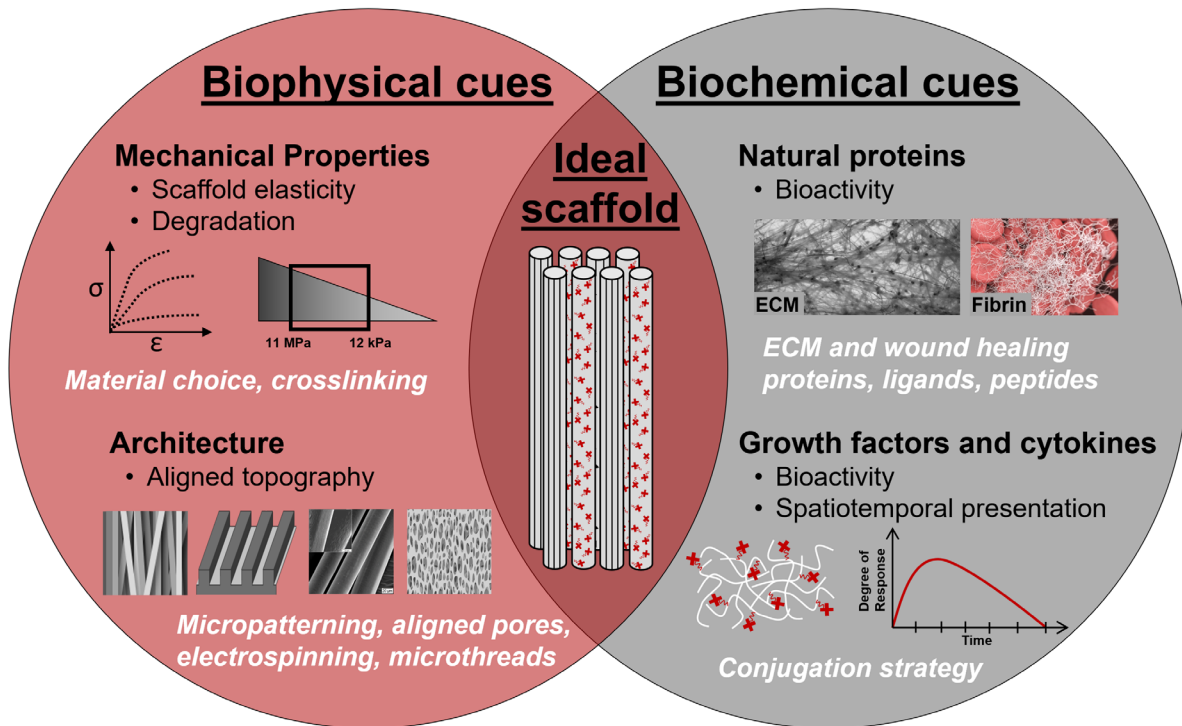 Biophysical cues
Biochemical cues
Ideal
scaffold
Mechanical Properties
• Scaffold elasticity
• Degradation
σ
ε
11 MPa
12 kPa
Material choice, crosslinking
Architecture
• Aligned topography
Micropatterning, aligned pores,
electrospinning, microthreads
Natural proteins
• Bioactivity
ECM
Fibrin
ECM and wound healing
proteins, ligands, peptides
Growth factors and cytokines
• Bioactivity
• Spatiotemporal presentation
Degree of
Response
Time
Conjugation strategy